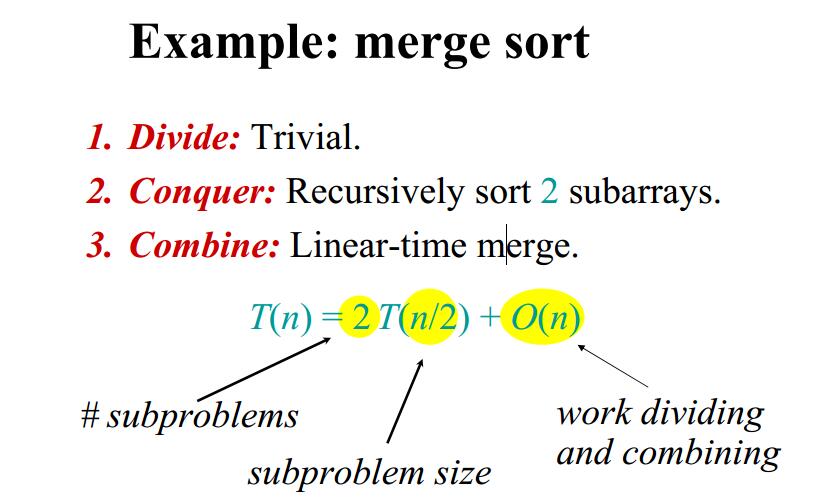 Example: merge sort
1. Divide: Trivial.
2. Conquer: Recursively sort 2 subarrays.
3. Combine: Linear-time merge.
T(n) = 2 T(n/2) + O(n)
# subproblems
subproblem size
work dividing
and combining